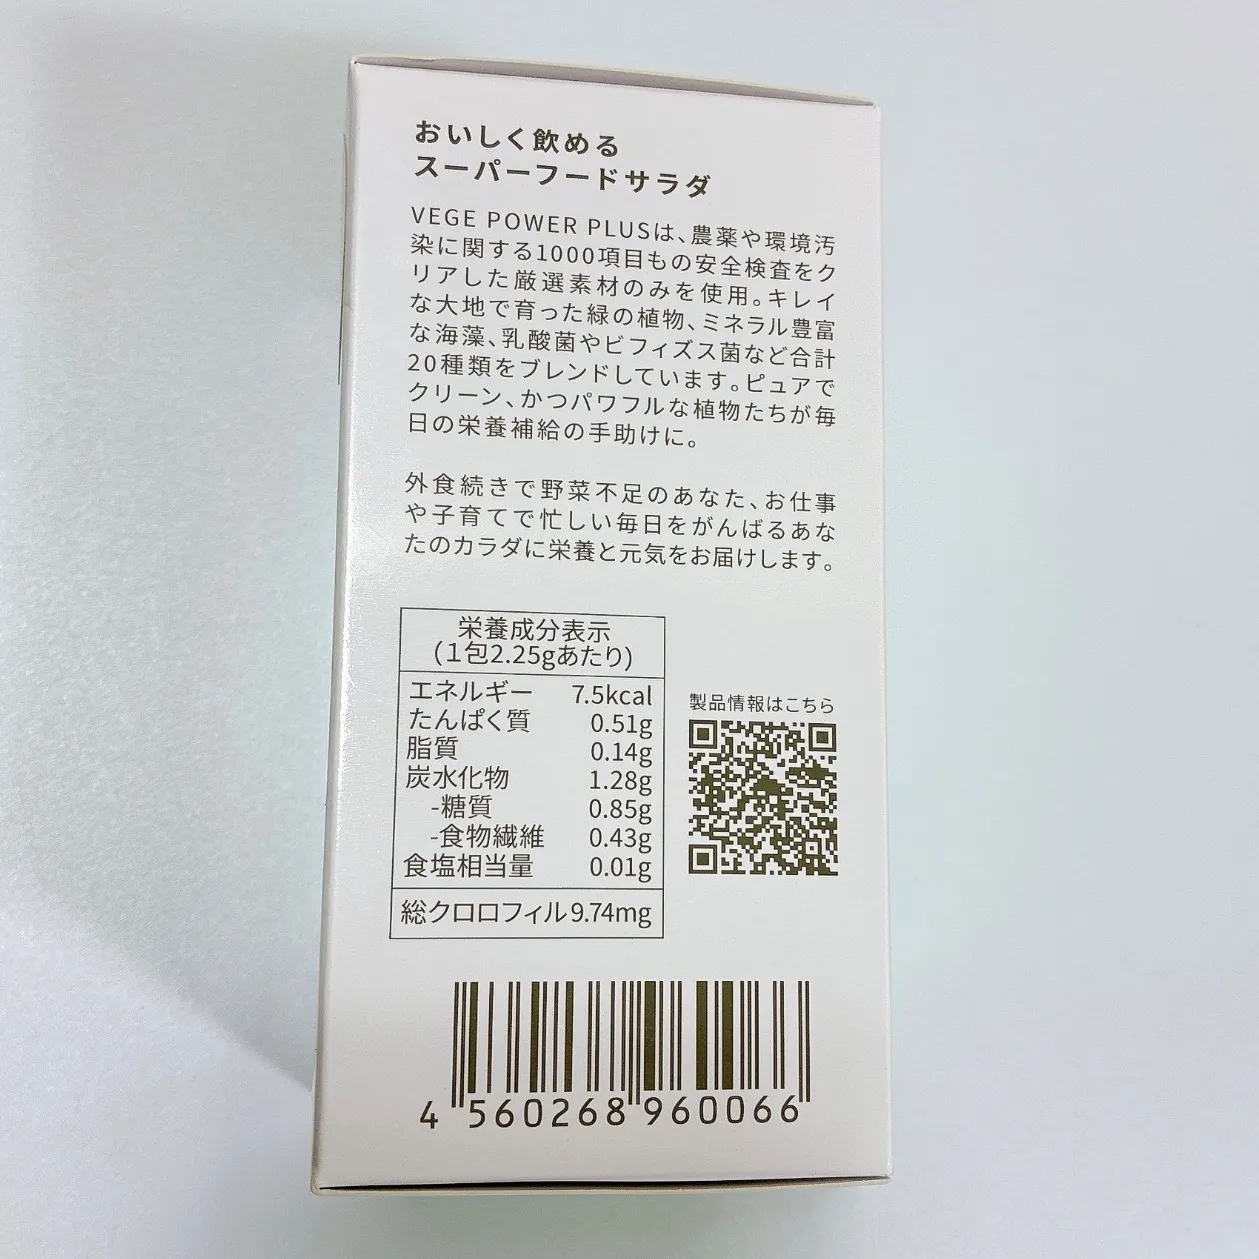 おいしく飲める
スーパーフードサラダ
VEGE POWER PLUSは、農薬や環境汚
染に関する1000項目もの安全検査をク
リアした厳選素材のみを使用。キレイ
な大地で育った緑の植物、ミネラル豊富
な海藻、乳酸菌やビフィズス菌など合計
20種類をブレンドしています。ピュアで
クリーン、かつパワフルな植物たちが毎
日の栄養補給の手助けに。
外食続きで野菜不足のあなた、お仕事
や子育てで忙しい毎日をがんばるあな
たのカラダに栄養と元気をお届けします。
栄養成分表示
(1包2.25gあたり)
エネルギー 7.5kcal
たんぱく質 0.51g
脂質 0.14g
炭水化物 1.28g
-糖質 0.85g
-食物繊維 0.43g
食塩相当量 0.01g
総クロロフィル 9.74mg
製品情報はこちら
4 560268 960066